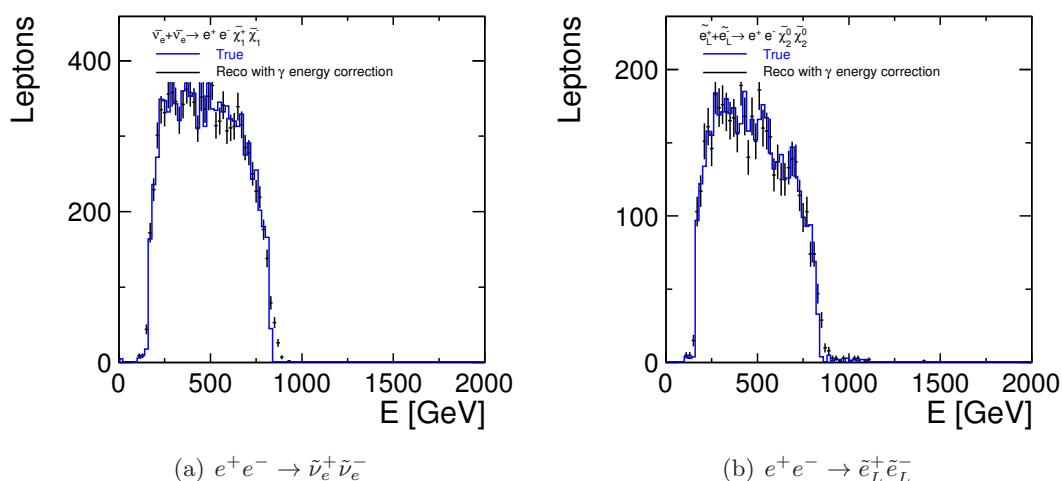 Leptons
400
200
0
ν̃e+ν̃e→ e⁺ e⁻ χ̃₁⁺ χ̃₁⁻
True
Reco with γ energy correction
0 500 1000 1500 2000
E [GeV]
(a) e⁺e⁻ → ν̃ₑ⁺ν̃ₑ⁻
Leptons
200
100
0
ẽL⁺+ẽL⁻→ e⁺ e⁻ χ̃₂⁰ χ̃₂⁰
True
Reco with γ energy correction
0 500 1000 1500 2000
E [GeV]
(b) e⁺e⁻ → ẽL⁺ẽL⁻